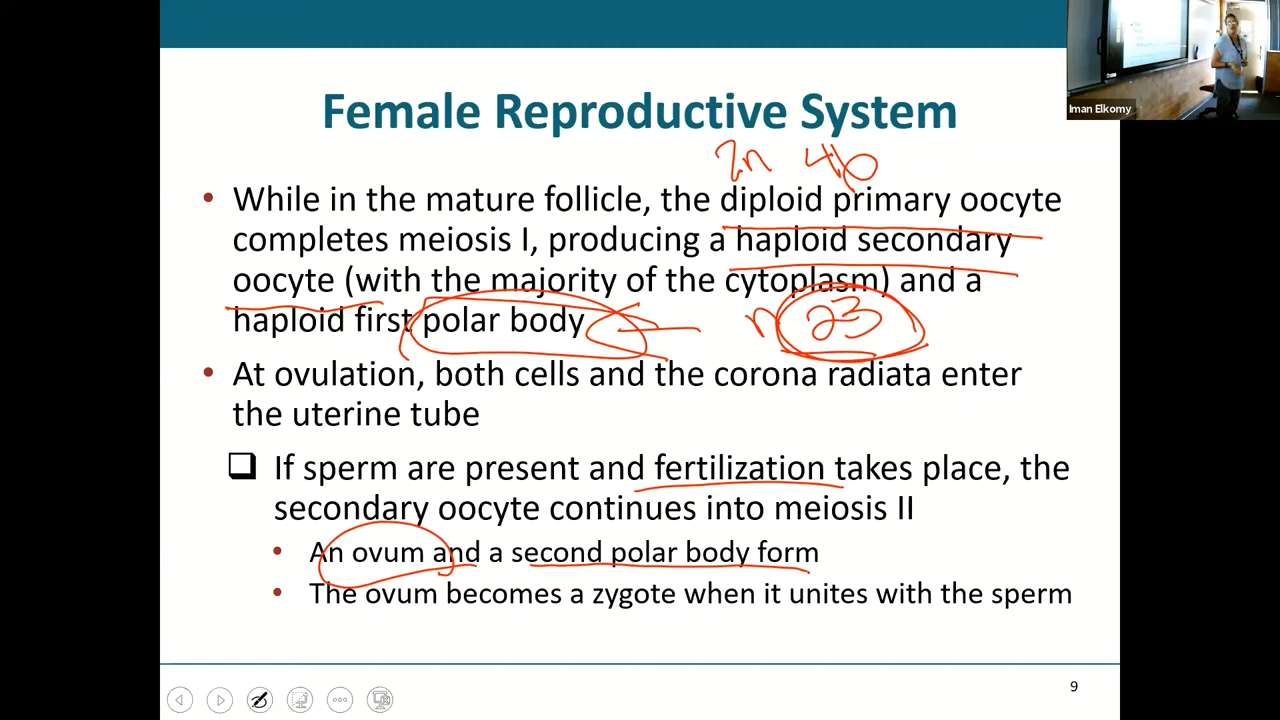 Iman Elkomy
Female Reproductive System
2n 46
• While in the mature follicle, the diploid primary oocyte
completes meiosis I, producing a haploid secondary
oocyte (with the majority of the cytoplasm) and a
haploid first polar body n 23
• At ovulation, both cells and the corona radiata enter
the uterine tube
❑ If sperm are present and fertilization takes place, the
secondary oocyte continues into meiosis II
• An ovum and a second polar body form
• The ovum becomes a zygote when it unites with the sperm
9